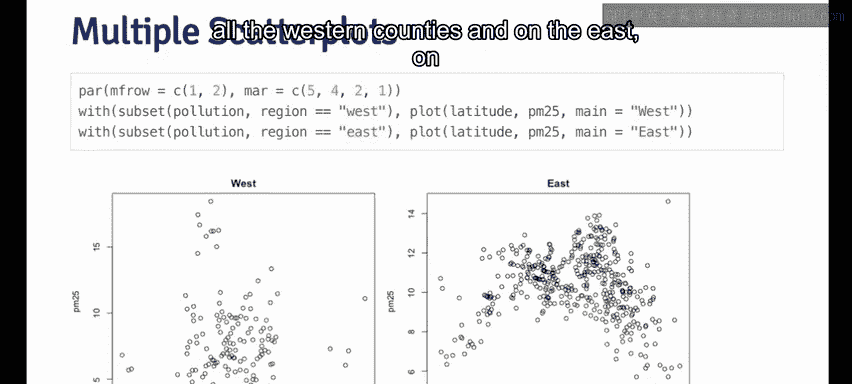 Multiple Scatterplots
all the western counties and on the east,
on
par(mfrow = c(1, 2), mar = c(5, 4, 2, 1))
with(subset(pollution, region == "west"), plot(latitude, pm25, main = "West"))
with(subset(pollution, region == "east"), plot(latitude, pm25, main = "East"))
West
East
15
10
5
pm25
14
12
10
8
6
pm25